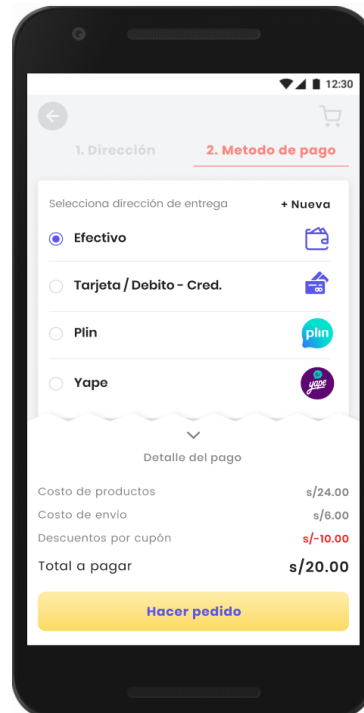 12:30
1. Dirección 2. Metodo de pago
Selecciona dirección de entrega + Nueva
Efectivo
Tarjeta / Debito - Cred.
Plin plin
Yape yape
Detalle del pago
Costo de productos s/24.00
Costo de envío s/6.00
Descuentos por cupón s/-10.00
Total a pagar s/20.00
Hacer pedido